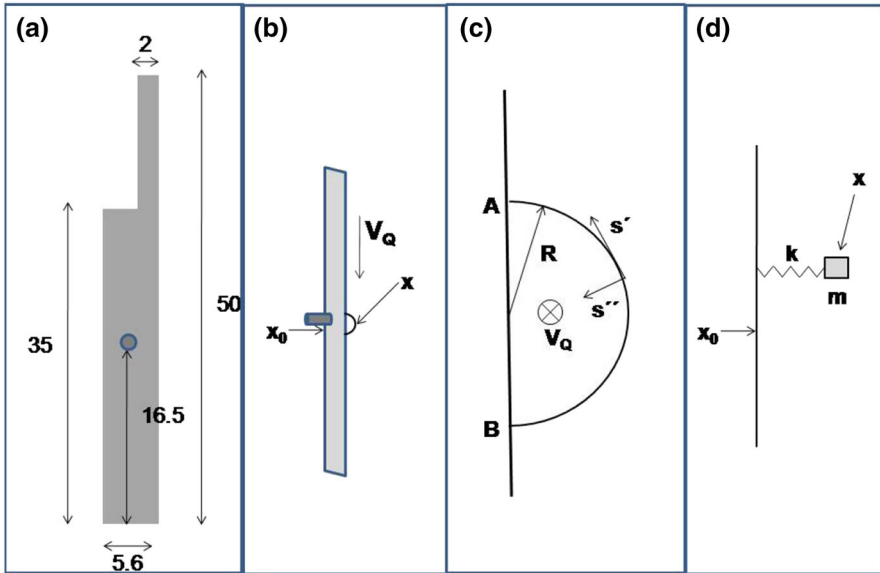 (a)
2
35
50
16.5
5.6
(b)
V_Q
x
x_0
(c)
A
R
s′
s′′
V_Q
B
(d)
x
k
m
x_0